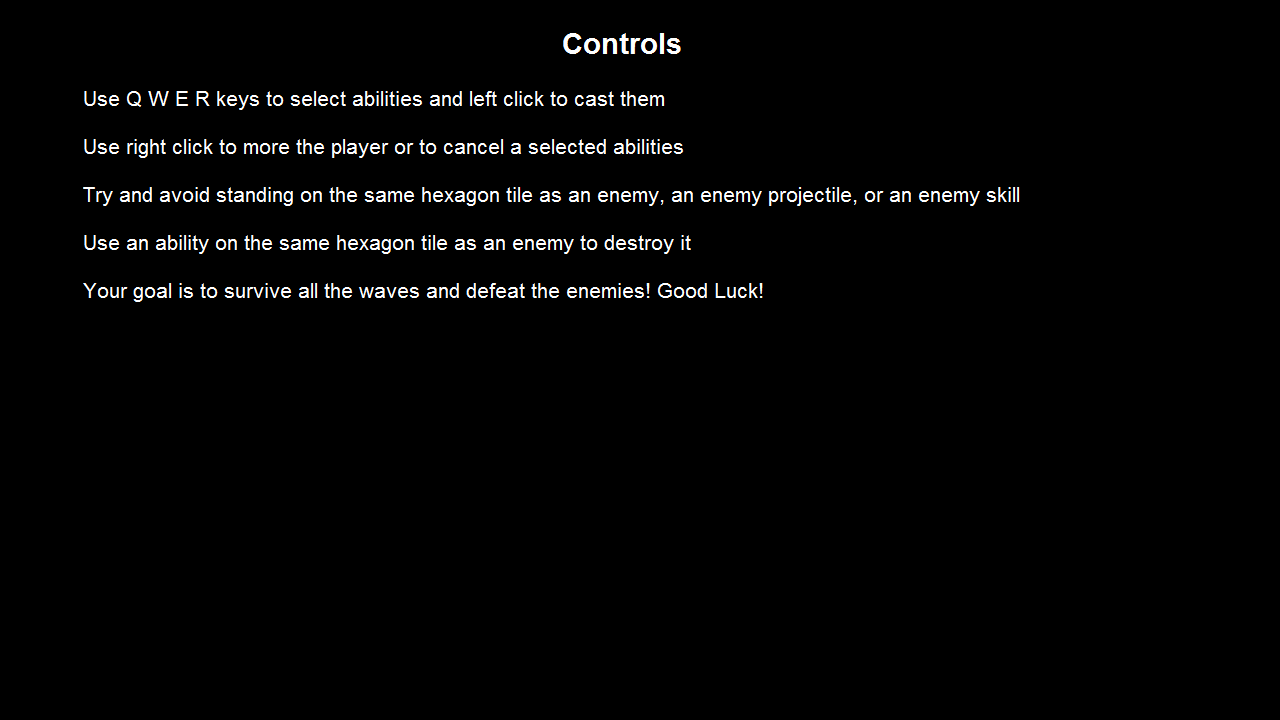 Controls
Use Q W E R keys to select abilities and left click to cast them
Use right click to more the player or to cancel a selected abilities
Try and avoid standing on the same hexagon tile as an enemy, an enemy projectile, or an enemy skill
Use an ability on the same hexagon tile as an enemy to destroy it
Your goal is to survive all the waves and defeat the enemies! Good Luck!